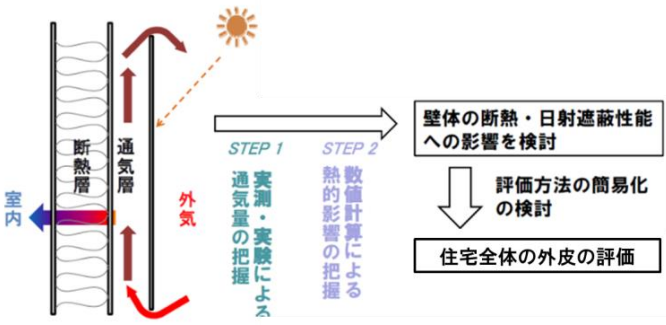 断熱層
通気層
室内
外気
STEP 1
実測・実験による
通気量の把握
STEP 2
数値計算による
熱的影響の把握
壁体の断熱・日射遮蔽性能
への影響を検討
評価方法の簡易化
の検討
住宅全体の外皮の評価